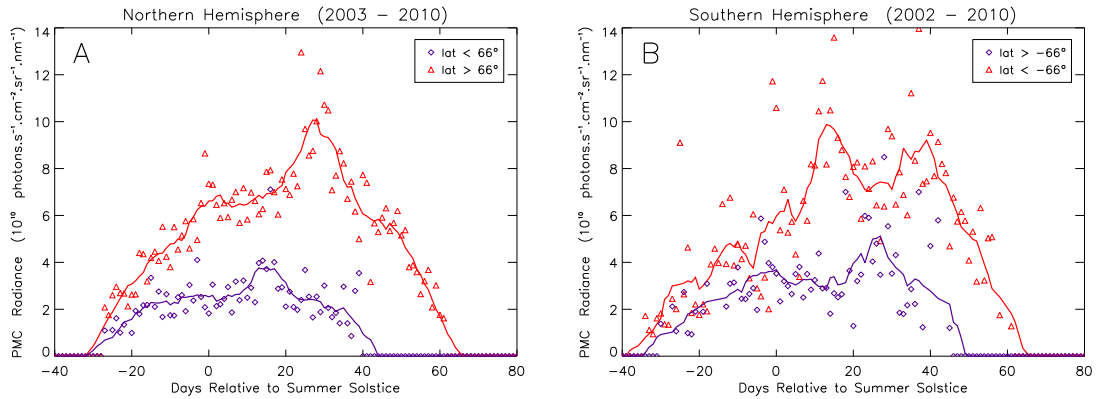 Northern Hemisphere (2003 – 2010)
A
lat < 66°
lat > 66°
PMC Radiance (10¹⁰ photons.s⁻¹.cm⁻².sr⁻¹.nm⁻¹)
14
12
10
8
6
4
2
0
−40 −20 0 20 40 60 80
Days Relative to Summer Solstice
Southern Hemisphere (2002 – 2010)
B
lat > −66°
lat < −66°
PMC Radiance (10¹⁰ photons.s⁻¹.cm⁻².sr⁻¹.nm⁻¹)
14
12
10
8
6
4
2
0
−40 −20 0 20 40 60 80
Days Relative to Summer Solstice